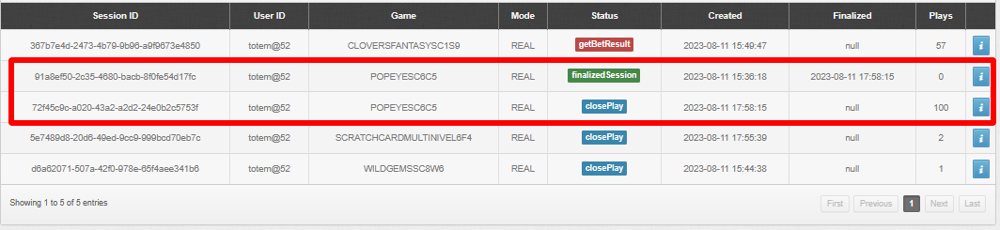 Session ID User ID Game Mode Status Created Finalized Plays
367b7e4d-2473-4b79-9b96-a9f9673e4850 totem@52 CLOVERSFANTASYSC1S9 REAL getBetResult 2023-08-11 15:49:47 null 57
91a8ef50-2c35-4680-bacb-8f0fe54d17fc totem@52 POPEYESC6C5 REAL finalizedSession 2023-08-11 15:36:18 2023-08-11 17:58:15 0
72f45c9c-a020-43a2-a2d2-24e0b2c5753f totem@52 POPEYESC6C5 REAL closePlay 2023-08-11 17:58:15 null 100
5e7489d8-20d6-49ed-9cc9-999bcd70eb7c totem@52 SCRATCHCARDMULTINIVEL6F4 REAL closePlay 2023-08-11 17:55:39 null 2
d6a62071-507a-42f0-978e-65f4aee341b6 totem@52 WILDGEMSSC8W6 REAL closePlay 2023-08-11 15:44:38 null 1
Showing 1 to 5 of 5 entries First Previous 1 Next Last